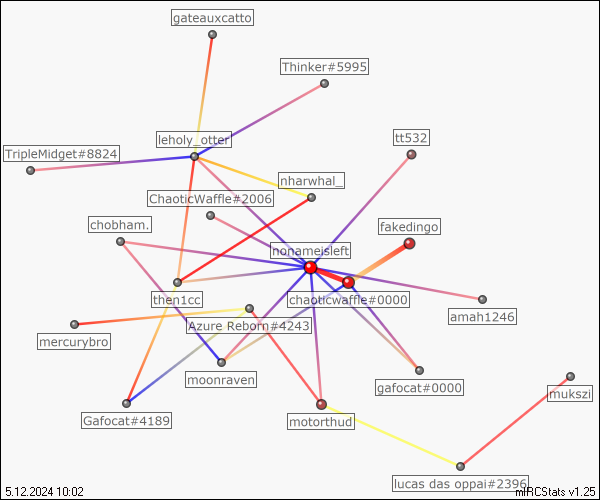 gateauxcatto
Thinker#5995
tt532
leholy_otter
TripleMidget#8824
nharwhal_
ChaoticWaffle#2006
chobham.
fakedingo
nonameisleft
then1cc
chaoticwaffle#0000
amah1246
Azure Reborn#4243
mercurybro
moonraven
gafocat#0000
mukszi
Gafocat#4189
motorthud
lucas das oppai#2396
5.12.2024 10:02
mIRCStats v1.25